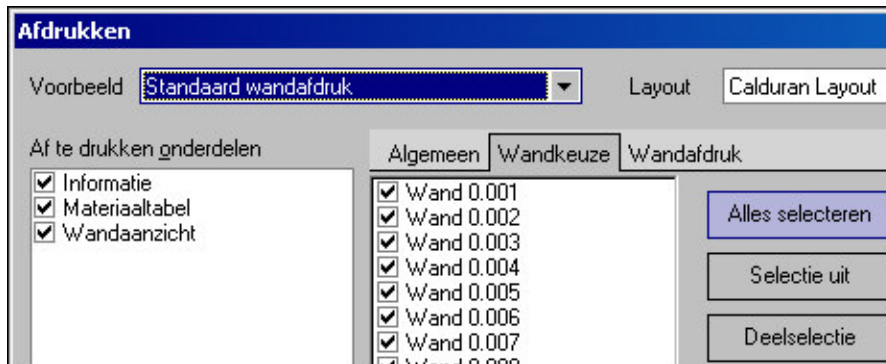 Afdrukken
Voorbeeld Standaard wandafdruk Layout Calduran Layout
Af te drukken onderdelen
Informatie
Materiaaltabel
Wandaanzicht
Algemeen Wandkeuze Wandafdruk
Wand 0.001
Wand 0.002
Wand 0.003
Wand 0.004
Wand 0.005
Wand 0.006
Wand 0.007
Alles selecteren
Selectie uit
Deelselectie